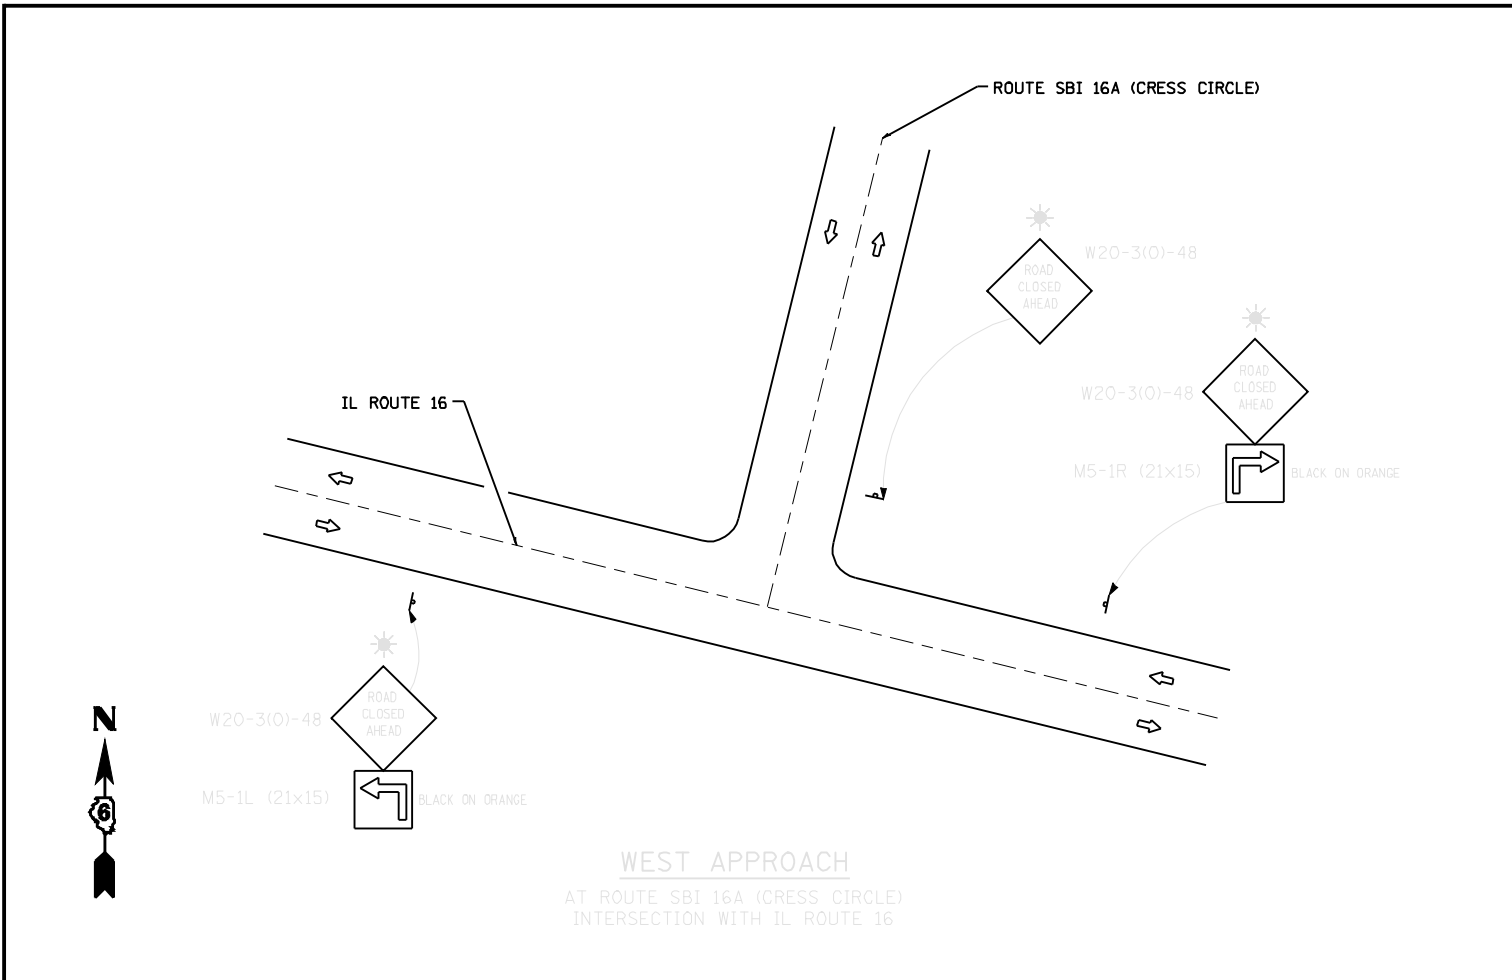 ROUTE SBI 16A (CRESS CIRCLE)
W20-3(O)-48
ROAD
CLOSED
AHEAD
IL ROUTE 16
W20-3(O)-48
ROAD
CLOSED
AHEAD
M5-1R (21x15)
BLACK ON ORANGE
N
6
W20-3(O)-48
ROAD
CLOSED
AHEAD
M5-1L (21x15)
BLACK ON ORANGE
WEST APPROACH
AT ROUTE SBI 16A (CRESS CIRCLE)
INTERSECTION WITH IL ROUTE 16